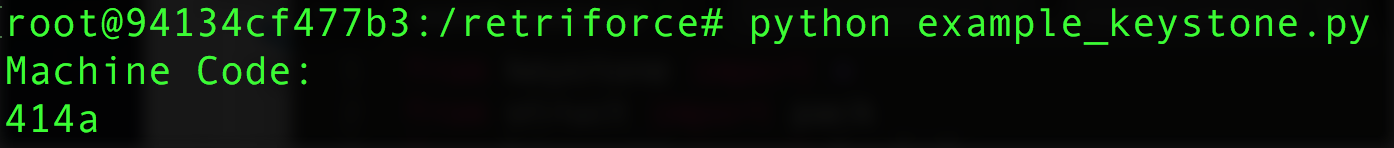 root@94134cf477b3:/retriforce# python example_keystone.py
Machine Code:
414a